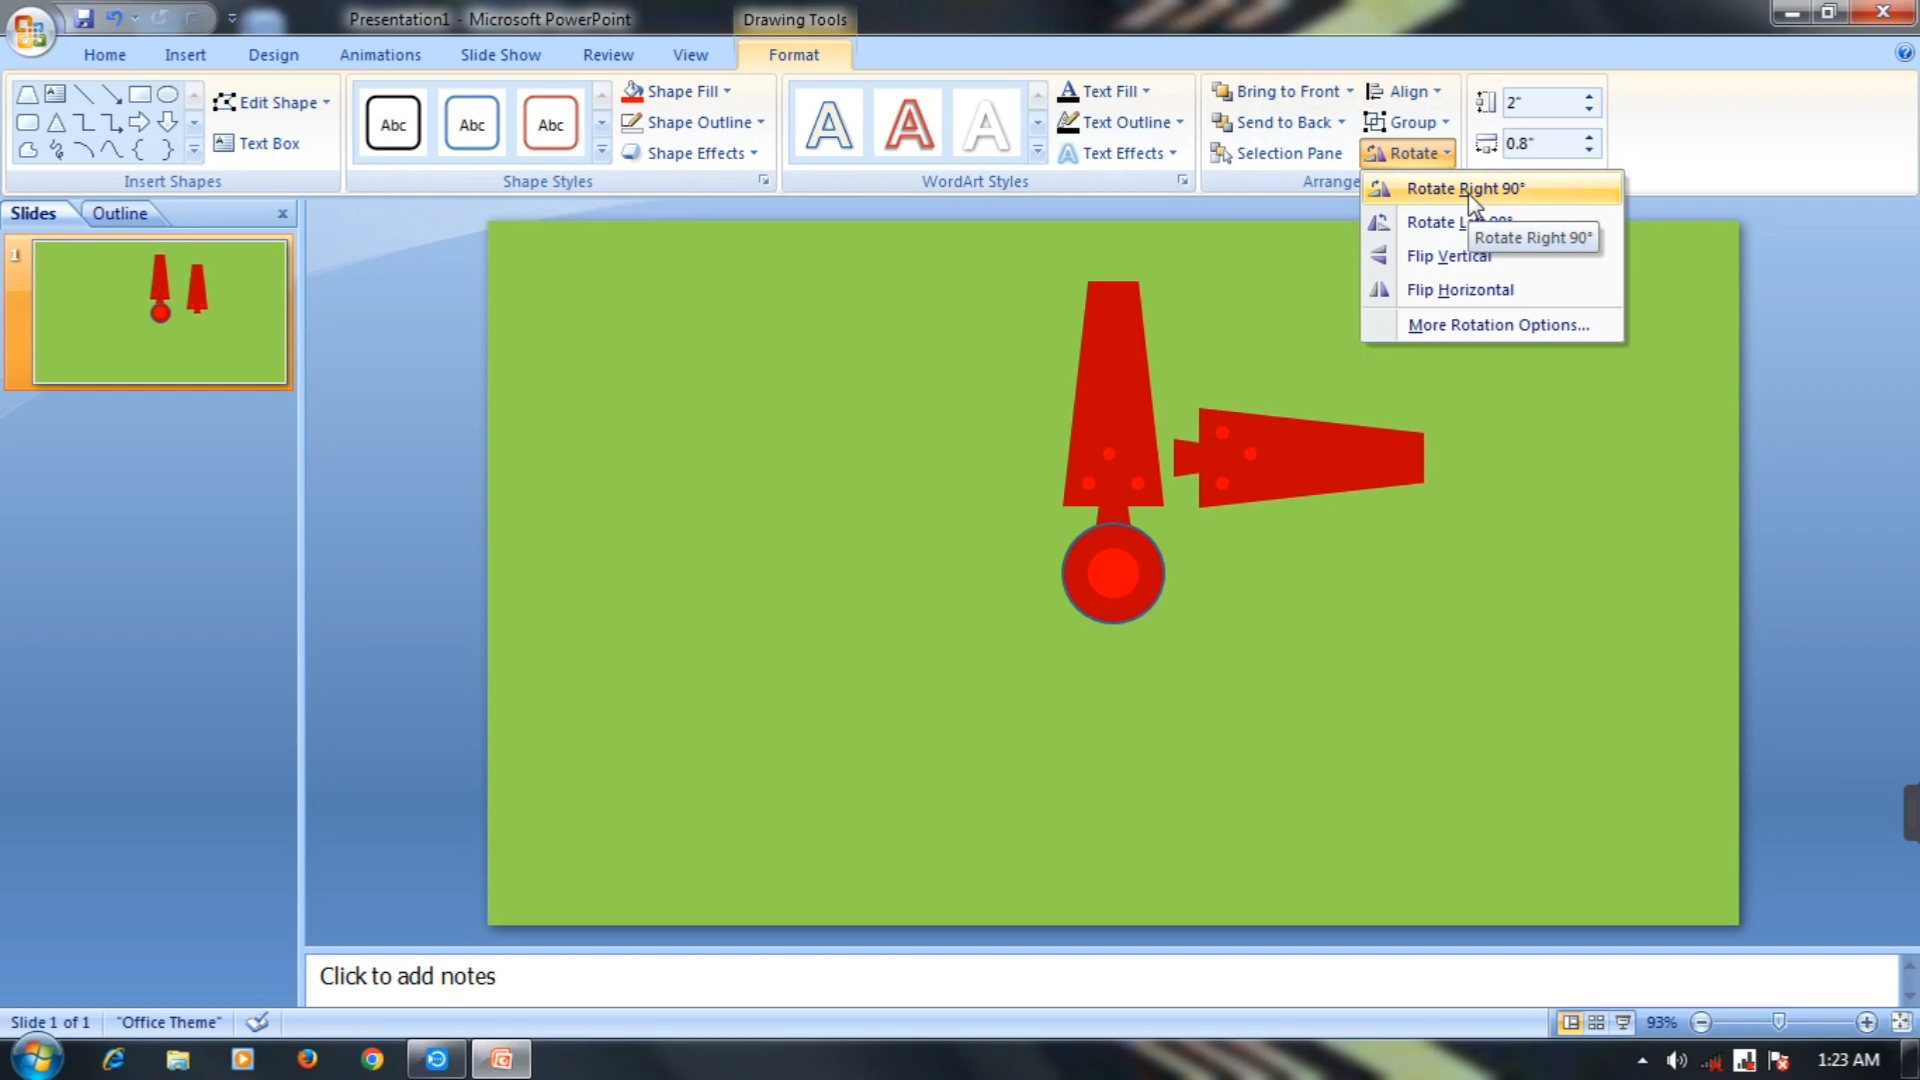 Presentation1 - Microsoft PowerPoint
Drawing Tools
Home Insert Design Animations Slide Show Review View Format
Edit Shape
Text Box
Insert Shapes
Abc Abc Abc
Shape Fill
Shape Outline
Shape Effects
Shape Styles
A A A
Text Fill
Text Outline
Text Effects
WordArt Styles
Bring to Front
Send to Back
Selection Pane
Align
Group
Rotate
Arrange
2"
0.8"
Rotate Right 90°
Rotate L
Rotate Right 90°
Flip Vertical
Flip Horizontal
More Rotation Options...
Slides Outline x
1
Click to add notes
Slide 1 of 1 "Office Theme" 93%
1:23 AM